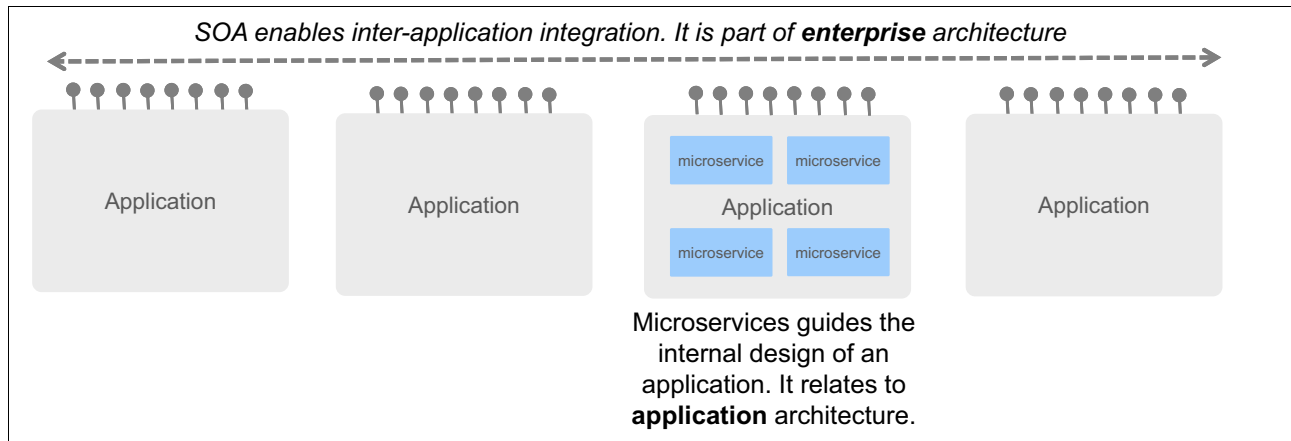 SOA enables inter-application integration. It is part of enterprise architecture
Application
Application
microservice
microservice
Application
microservice
microservice
Application
Microservices guides the
internal design of an
application. It relates to
application architecture.